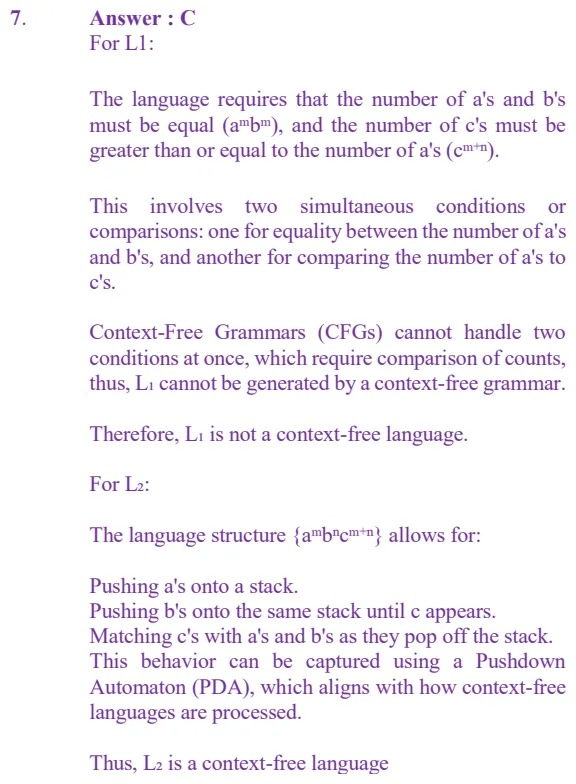 7. Answer : C
For L1:
The language requires that the number of a's and b's
must be equal (aᵐbᵐ), and the number of c's must be
greater than or equal to the number of a's (cᵐ⁺ⁿ).
This involves two simultaneous conditions or
comparisons: one for equality between the number of a's
and b's, and another for comparing the number of a's to
c's.
Context-Free Grammars (CFGs) cannot handle two
conditions at once, which require comparison of counts,
thus, L₁ cannot be generated by a context-free grammar.
Therefore, L₁ is not a context-free language.
For L₂:
The language structure {aᵐbⁿcᵐ⁺ⁿ} allows for:
Pushing a's onto a stack.
Pushing b's onto the same stack until c appears.
Matching c's with a's and b's as they pop off the stack.
This behavior can be captured using a Pushdown
Automaton (PDA), which aligns with how context-free
languages are processed.
Thus, L₂ is a context-free language